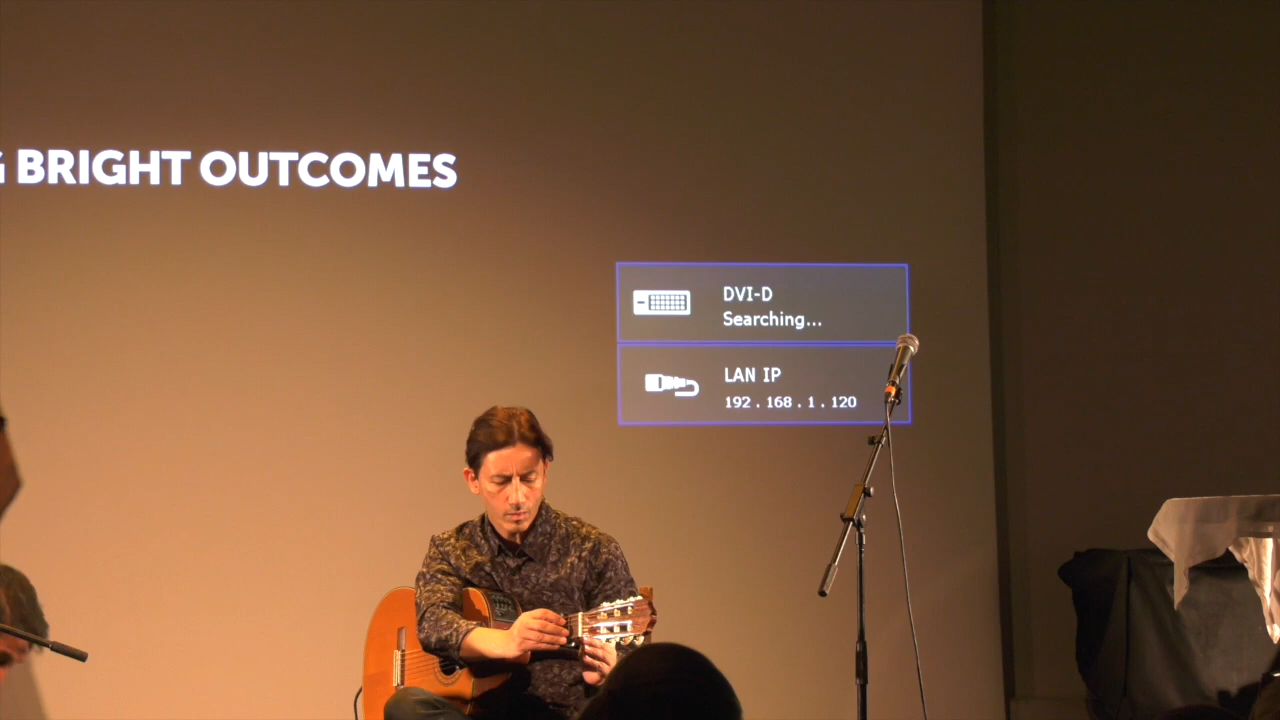 BRIGHT OUTCOMES
DVI-D
Searching...
LAN IP
192 . 168 . 1 . 120